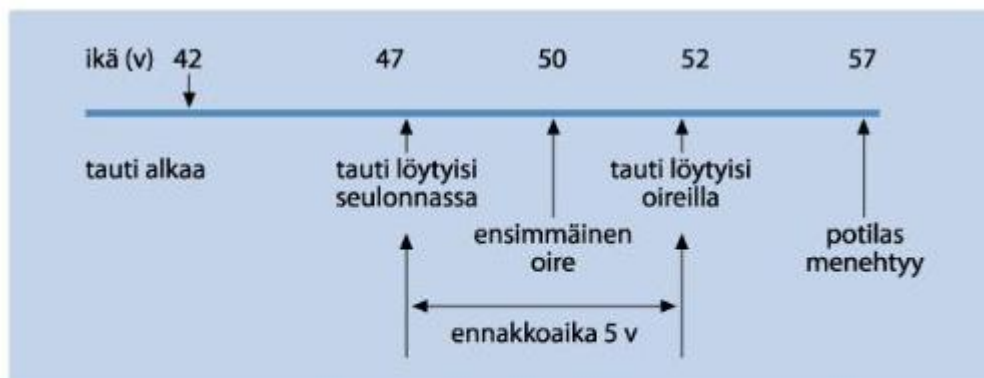 ikä (v) 42 47 50 52 57
tauti alkaa
tauti löytyisi
seulonnassa
tauti löytyisi
oireilla
ensimmäinen
oire
potilas
menehtyy
ennakkoaika 5 v